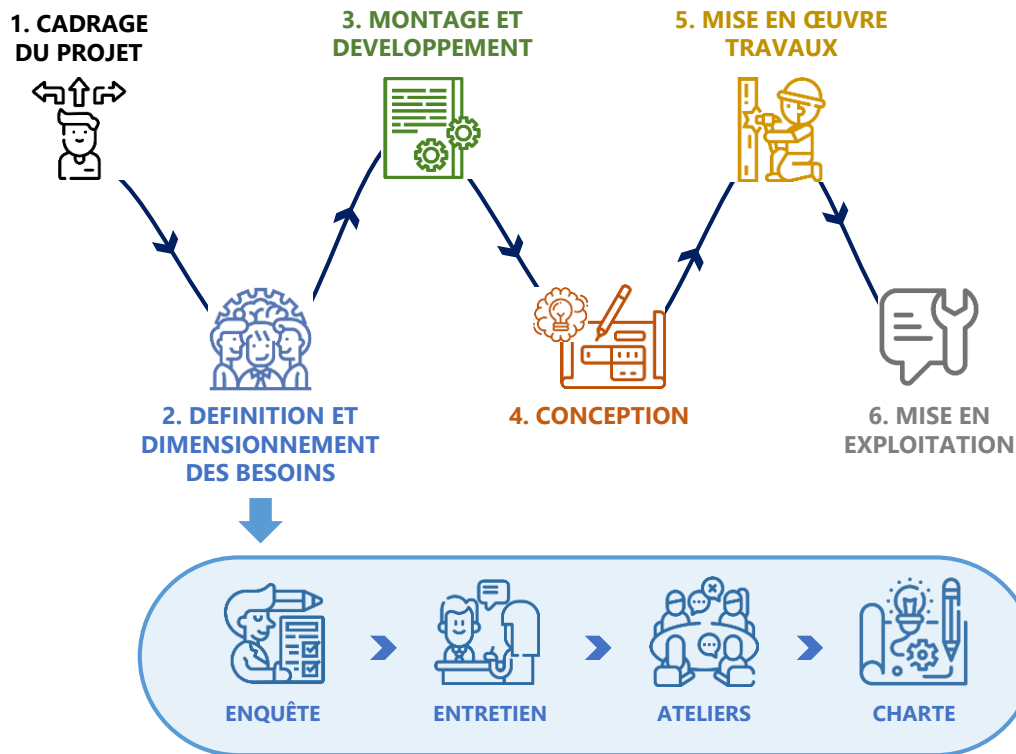 1. CADRAGE
DU PROJET
2. DEFINITION ET
DIMENSIONNEMENT
DES BESOINS
3. MONTAGE ET
DEVELOPPEMENT
4. CONCEPTION
5. MISE EN ŒUVRE
TRAVAUX
6. MISE EN
EXPLOITATION
ENQUÊTE
ENTRETIEN
ATELIERS
CHARTE